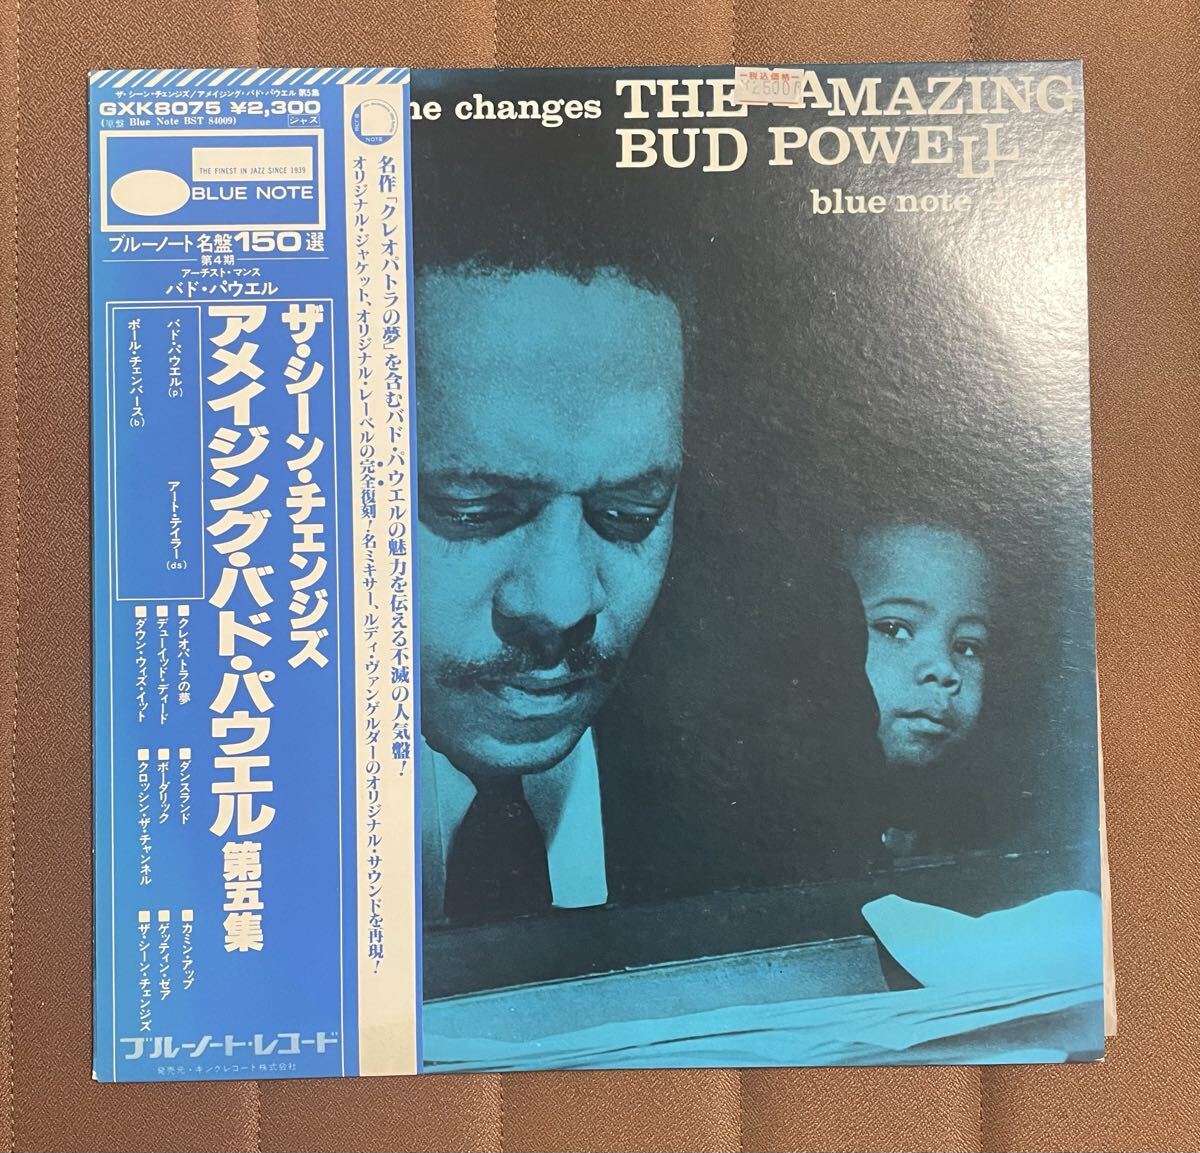 ザ・シーン・チェンジズ/アメイジング・バド・パウエル 第5集
GXK8075 ¥2,300
(原盤 Blue Note BST 84009)
ジャズ
THE FINEST IN JAZZ SINCE 1939
BLUE NOTE
ブルーノート名盤150選
第4期
アーチスト・マンス
バド・パウエル
ザ・シーン・チェンジズ
アメイジング・バド・パウエル 第五集
バド・パウエル(p)
ポール・チェンバース(b)
アート・テイラー(ds)
■クレオパトラの夢
■デューイッド・ディード
■ダウン・ウィズ・イット
■ダンスランド
■ボーダリック
■クロッシン・ザ・チャンネル
■カミン・アップ
■ゲッティン・ゼア
■ザ・シーン・チェンジズ
ブルーノート・レコード
発売元・キングレコード株式会社
NOTE
名作「クレオパトラの夢」を含むバド・パウエルの魅力を伝える不滅の人気盤!
オリジナル・ジャケット、オリジナル・レーベルの完全復刻!名ミキサー、ルディ・ヴァンゲルダーのオリジナル・サウンドを再現!
ne changes THE AMAZING
BUD POWELL
blue note
税込価格
¥2500